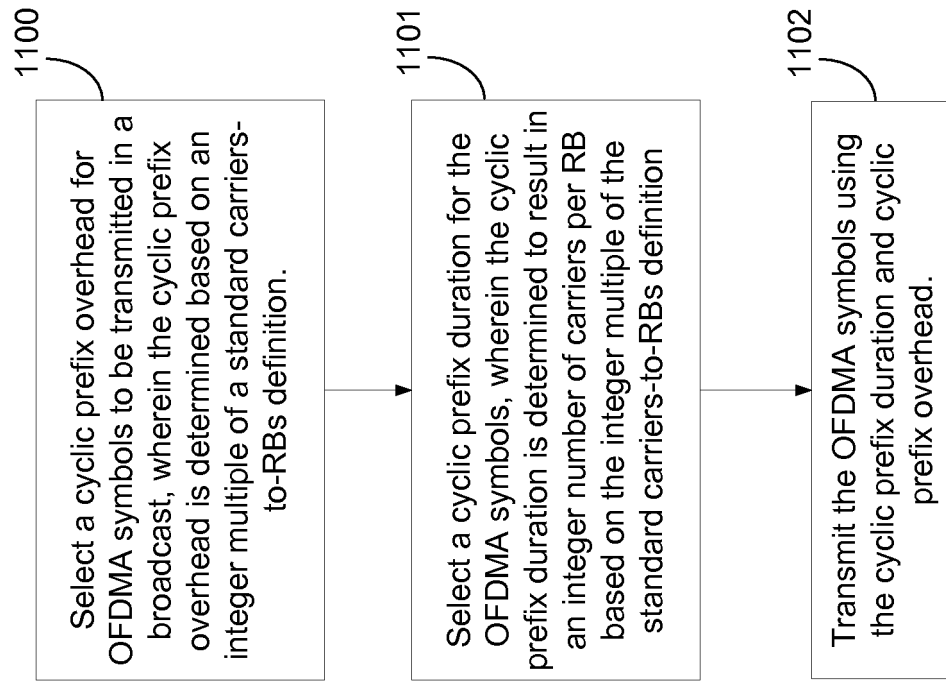 1100
Select a cyclic prefix overhead for
OFDMA symbols to be transmitted in a
broadcast, wherein the cyclic prefix
overhead is determined based on an
integer multiple of a standard carriers-
to-RBs definition.
1101
Select a cyclic prefix duration for the
OFDMA symbols, wherein the cyclic
prefix duration is determined to result in
an integer number of carriers per RB
based on the integer multiple of the
standard carriers-to-RBs definition
1102
Transmit the OFDMA symbols using
the cyclic prefix duration and cyclic
prefix overhead.